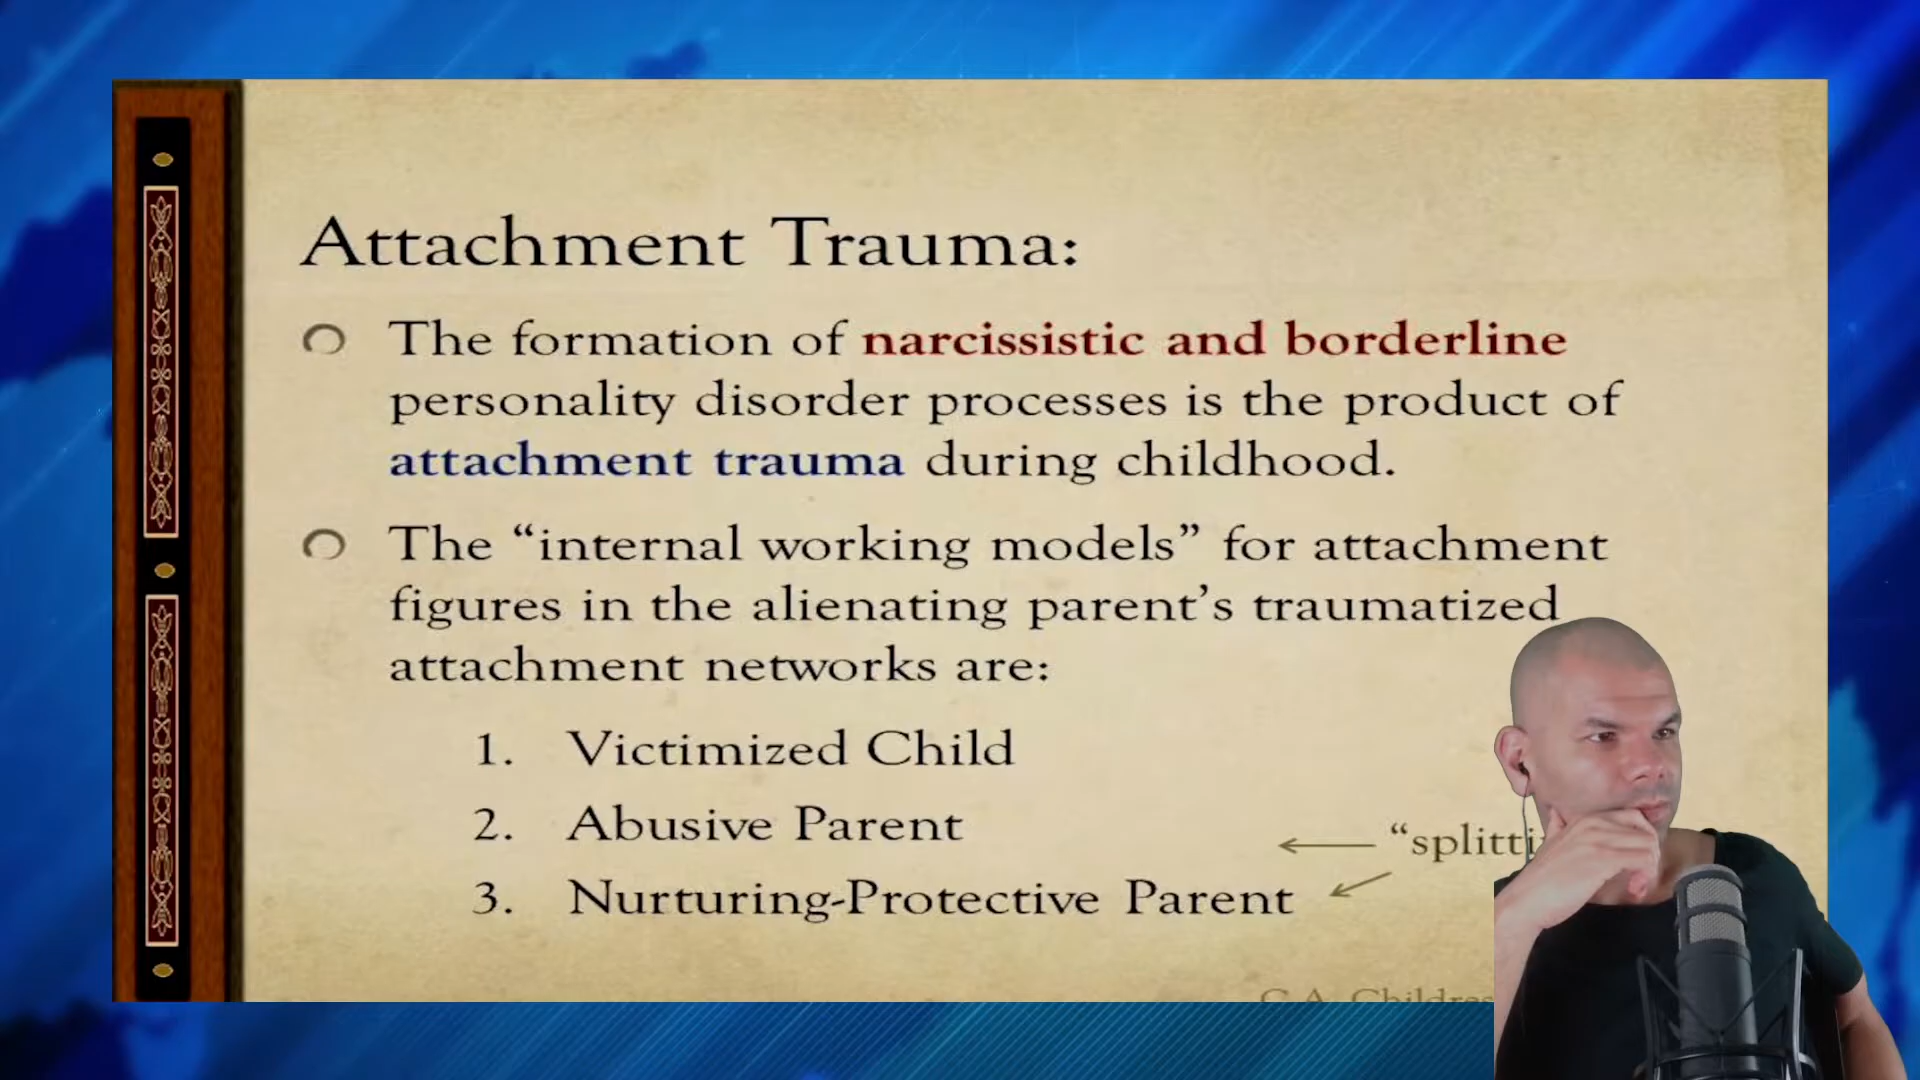 Attachment Trauma:
The formation of narcissistic and borderline
personality disorder processes is the product of
attachment trauma during childhood.
The “internal working models” for attachment
figures in the alienating parent’s traumatized
attachment networks are:
1. Victimized Child
2. Abusive Parent
3. Nurturing-Protective Parent